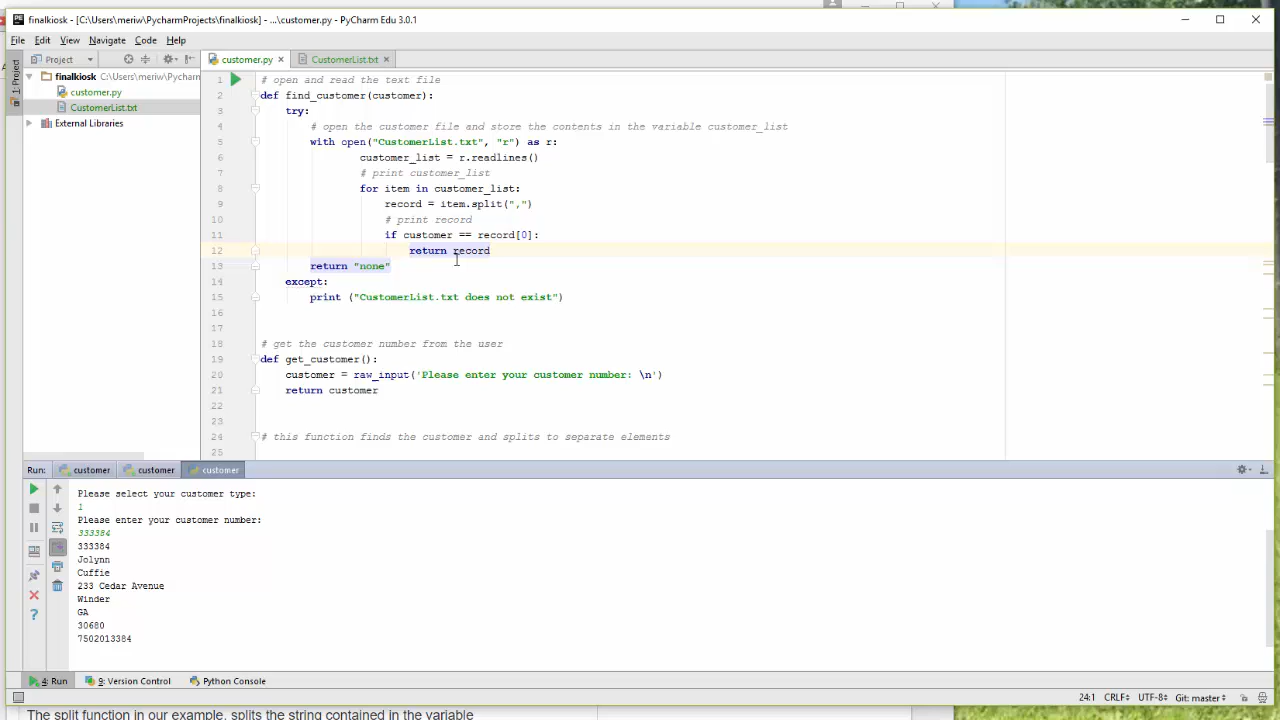 finalkiosk - [C:\Users\meriw\PycharmProjects\finalkiosk] - ...\customer.py - PyCharm Edu 3.0.1
File Edit View Navigate Code Help
Project
customer.py
CustomerList.txt
1: Project
finalkiosk C:\Users\meriw\Pycharm
customer.py
CustomerList.txt
External Libraries
1 # open and read the text file
2 def find_customer(customer):
3 try:
4 # open the customer file and store the contents in the variable customer_list
5 with open("CustomerList.txt", "r") as r:
6 customer_list = r.readlines()
7 # print customer_list
8 for item in customer_list:
9 record = item.split(",")
10 # print record
11 if customer == record[0]:
12 return record
13 return "none"
14 except:
15 print ("CustomerList.txt does not exist")
16
17
18 # get the customer number from the user
19 def get_customer():
20 customer = raw_input('Please enter your customer number: \n')
21 return customer
22
23
24 # this function finds the customer and splits to separate elements
25
Run: customer customer customer
Please select your customer type:
1
Please enter your customer number:
333384
333384
Jolynn
Cuffie
233 Cedar Avenue
Winder
GA
30680
7502013384
4: Run 9: Version Control Python Console
24:1 CRLF UTF-8 Git: master
The split function in our example, splits the string contained in the variable